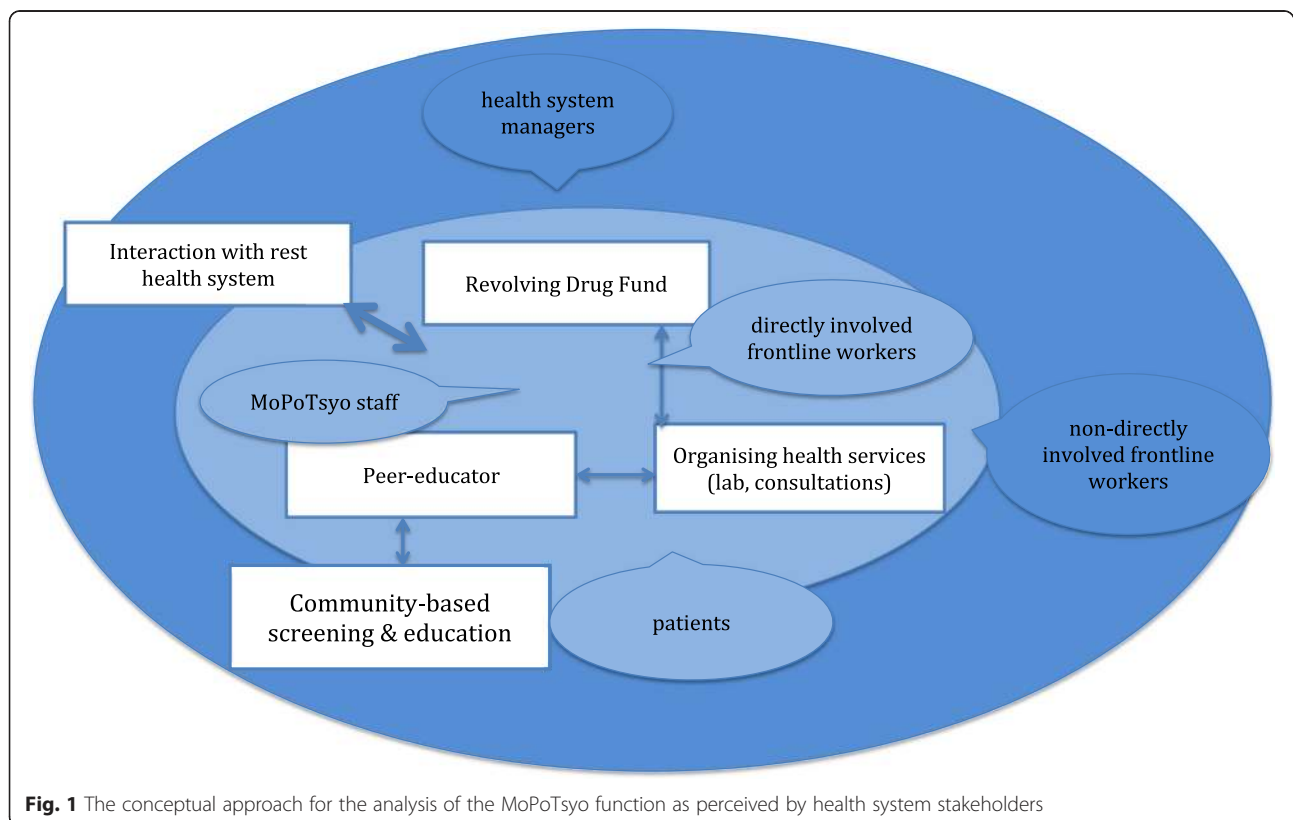 health system
managers
Interaction with rest
health system
Revolving Drug Fund
directly involved
frontline workers
MoPoTsyo staff
non-directly
involved frontline
workers
Peer-educator
Organising health services
(lab, consultations)
Community-based
screening & education
patients
Fig. 1 The conceptual approach for the analysis of the MoPoTsyo function as perceived by health system stakeholders